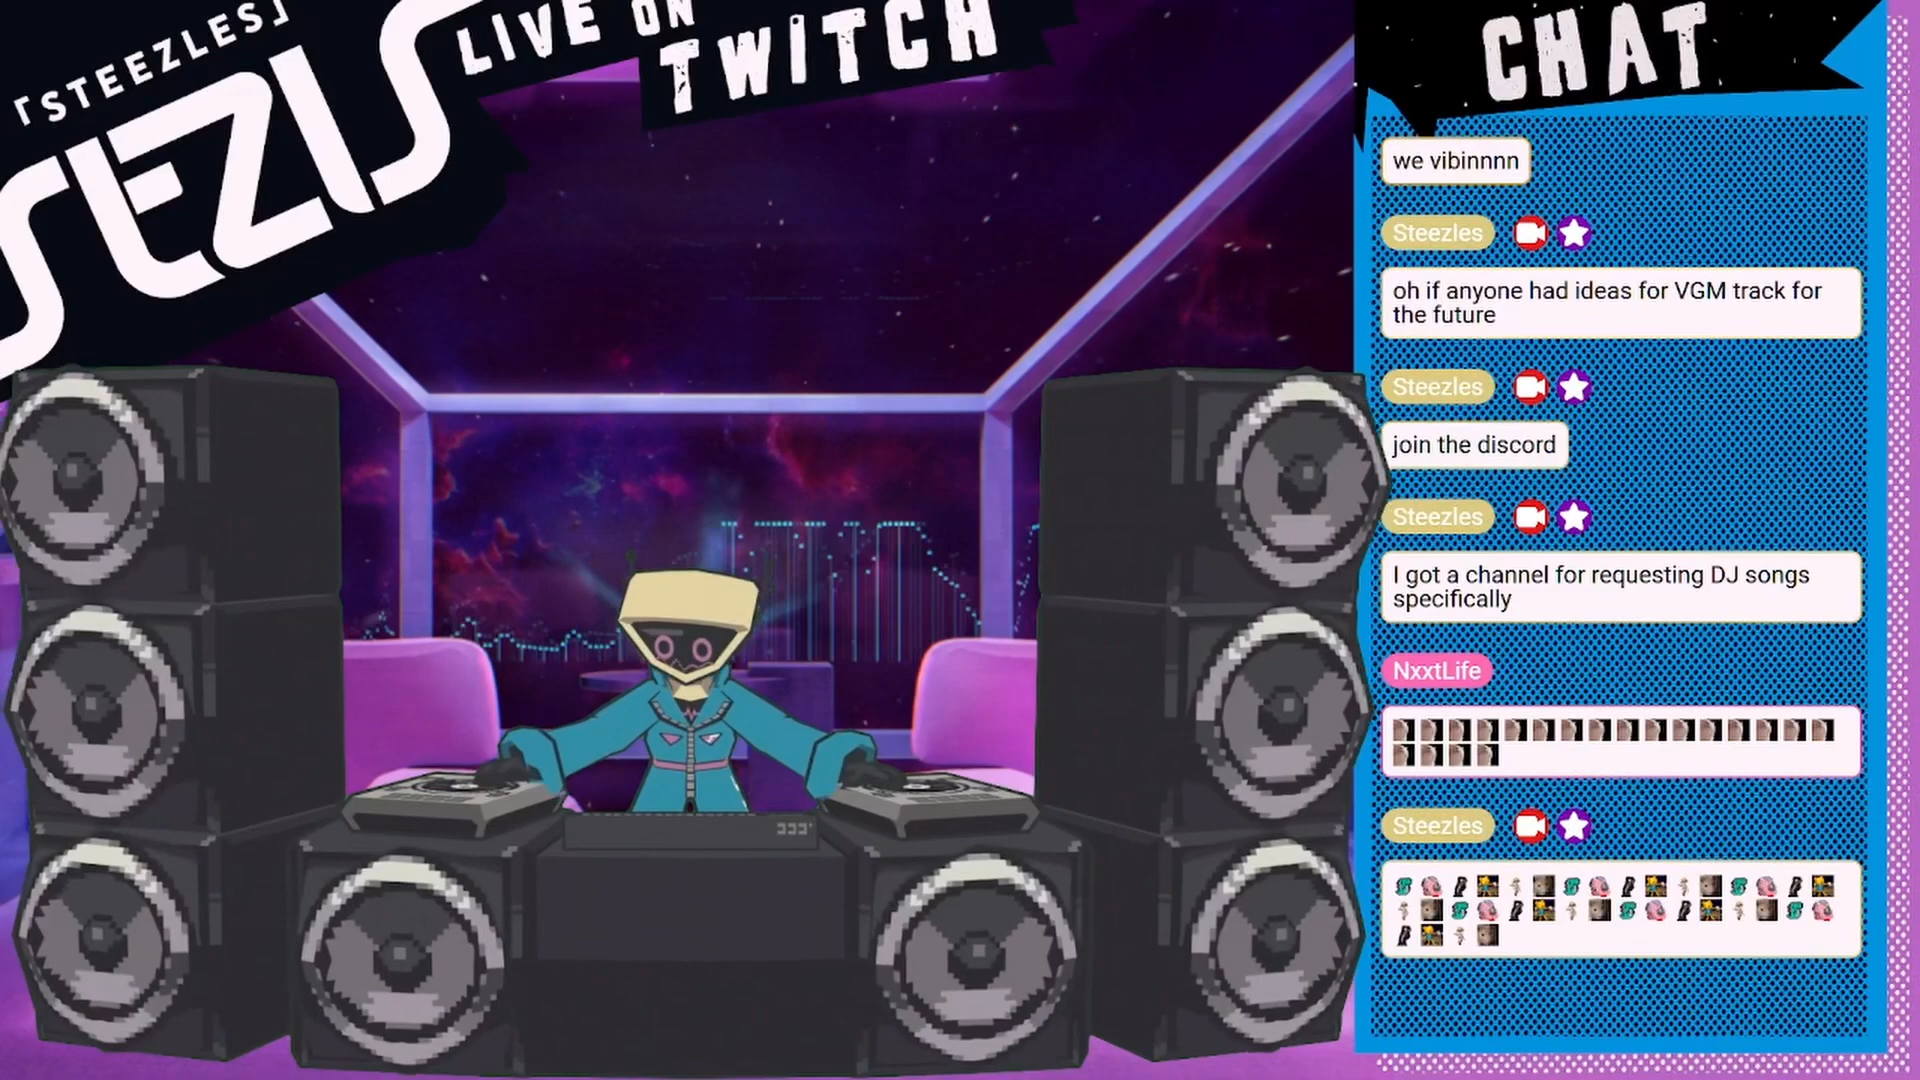 「STEEZLES」
LIVE ON
TWITCH
CHAT
we vibinnnn
Steezles
oh if anyone had ideas for VGM track for
the future
Steezles
join the discord
Steezles
I got a channel for requesting DJ songs
specifically
NxxtLife
Steezles